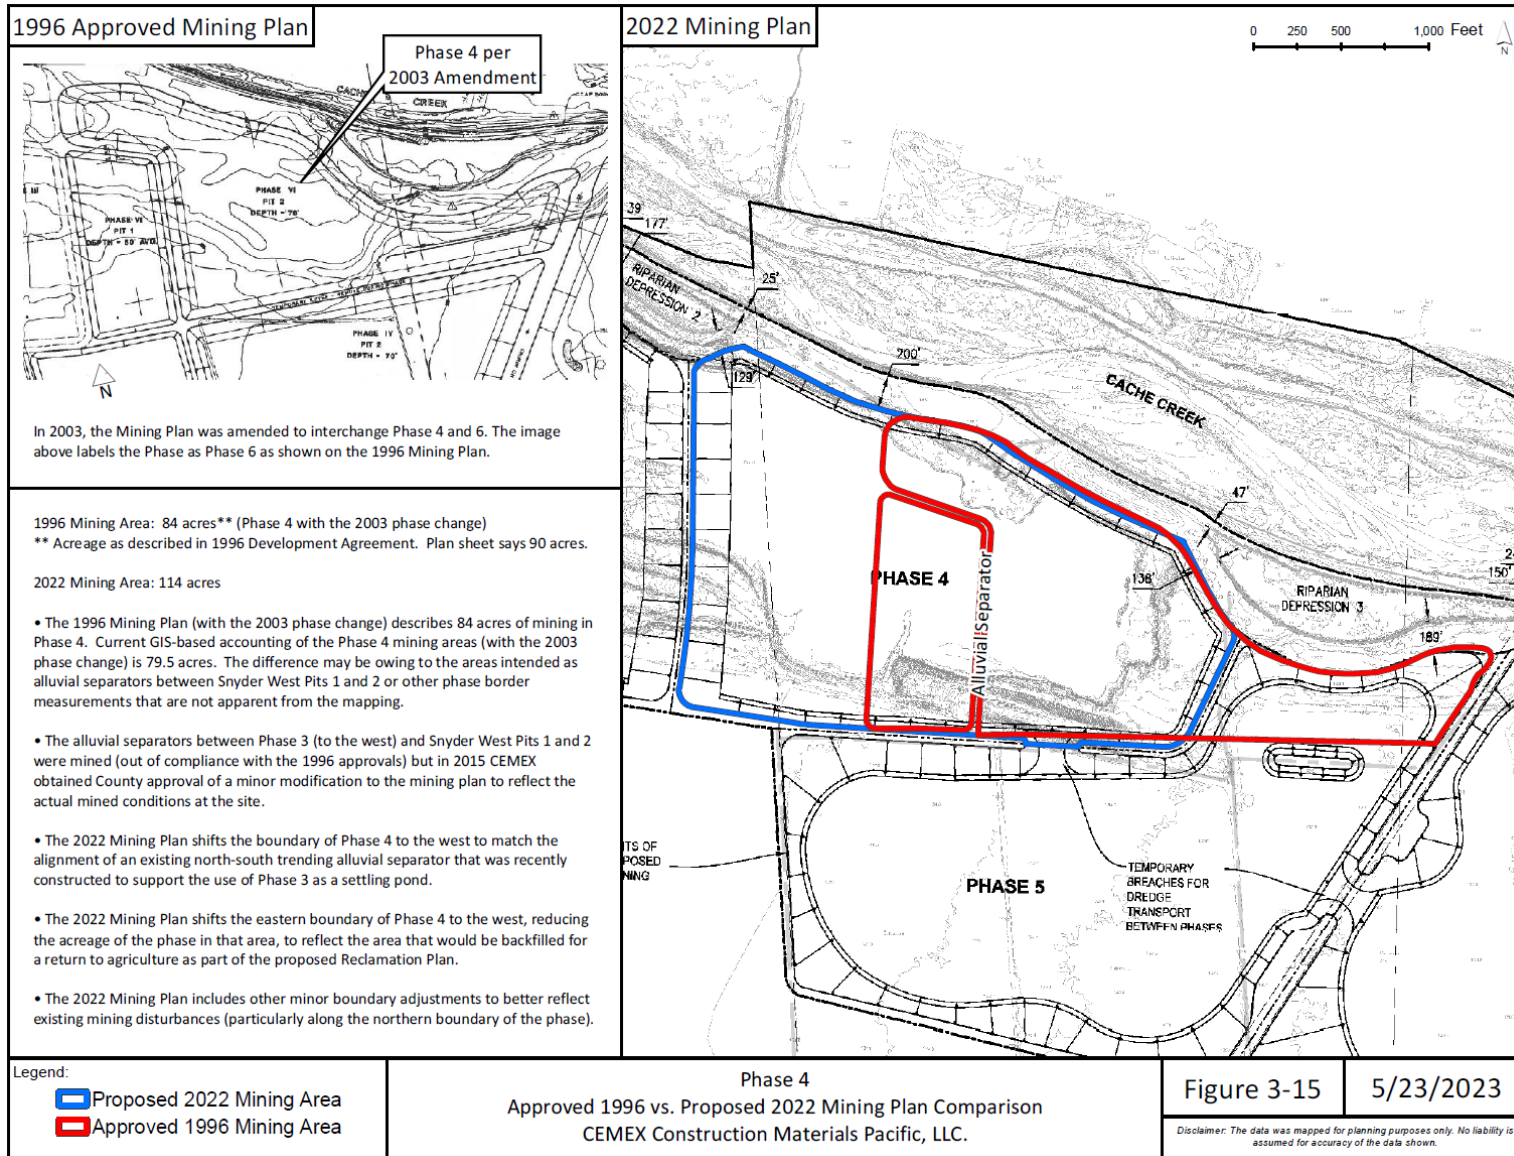 1996 Approved Mining Plan
Phase 4 per
2003 Amendment
CACHE
CREEK
PHASE VI
PIT 2
DEPTH = 70'
PHASE VI
PIT 1
III
PHASE IV
PIT 2
DEPTH = 70'
N
In 2003, the Mining Plan was amended to interchange Phase 4 and 6. The image
above labels the Phase as Phase 6 as shown on the 1996 Mining Plan.
1996 Mining Area: 84 acres** (Phase 4 with the 2003 phase change)
** Acreage as described in 1996 Development Agreement. Plan sheet says 90 acres.
2022 Mining Area: 114 acres
• The 1996 Mining Plan (with the 2003 phase change) describes 84 acres of mining in
Phase 4. Current GIS-based accounting of the Phase 4 mining areas (with the 2003
phase change) is 79.5 acres. The difference may be owing to the areas intended as
alluvial separators between Snyder West Pits 1 and 2 or other phase border
measurements that are not apparent from the mapping.
• The alluvial separators between Phase 3 (to the west) and Snyder West Pits 1 and 2
were mined (out of compliance with the 1996 approvals) but in 2015 CEMEX
obtained County approval of a minor modification to the mining plan to reflect the
actual mined conditions at the site.
• The 2022 Mining Plan shifts the boundary of Phase 4 to the west to match the
alignment of an existing north-south trending alluvial separator that was recently
constructed to support the use of Phase 3 as a settling pond.
• The 2022 Mining Plan shifts the eastern boundary of Phase 4 to the west, reducing
the acreage of the phase in that area, to reflect the area that would be backfilled for
a return to agriculture as part of the proposed Reclamation Plan.
• The 2022 Mining Plan includes other minor boundary adjustments to better reflect
existing mining disturbances (particularly along the northern boundary of the phase).
2022 Mining Plan
0 250 500 1,000 Feet
N
39'
177'
RIPARIAN
DEPRESSION 2
25'
129'
200'
CACHE CREEK
47'
138'
RIPARIAN
DEPRESSION 3
150'
189'
PHASE 4
Alluvial Separator
ITS OF
POSED
NING
PHASE 5
TEMPORARY
BREACHES FOR
DREDGE
TRANSPORT
BETWEEN PHASES
Legend:
Proposed 2022 Mining Area
Approved 1996 Mining Area
Phase 4
Approved 1996 vs. Proposed 2022 Mining Plan Comparison
CEMEX Construction Materials Pacific, LLC.
Figure 3-15
5/23/2023
Disclaimer: The data was mapped for planning purposes only. No liability is
assumed for accuracy of the data shown.